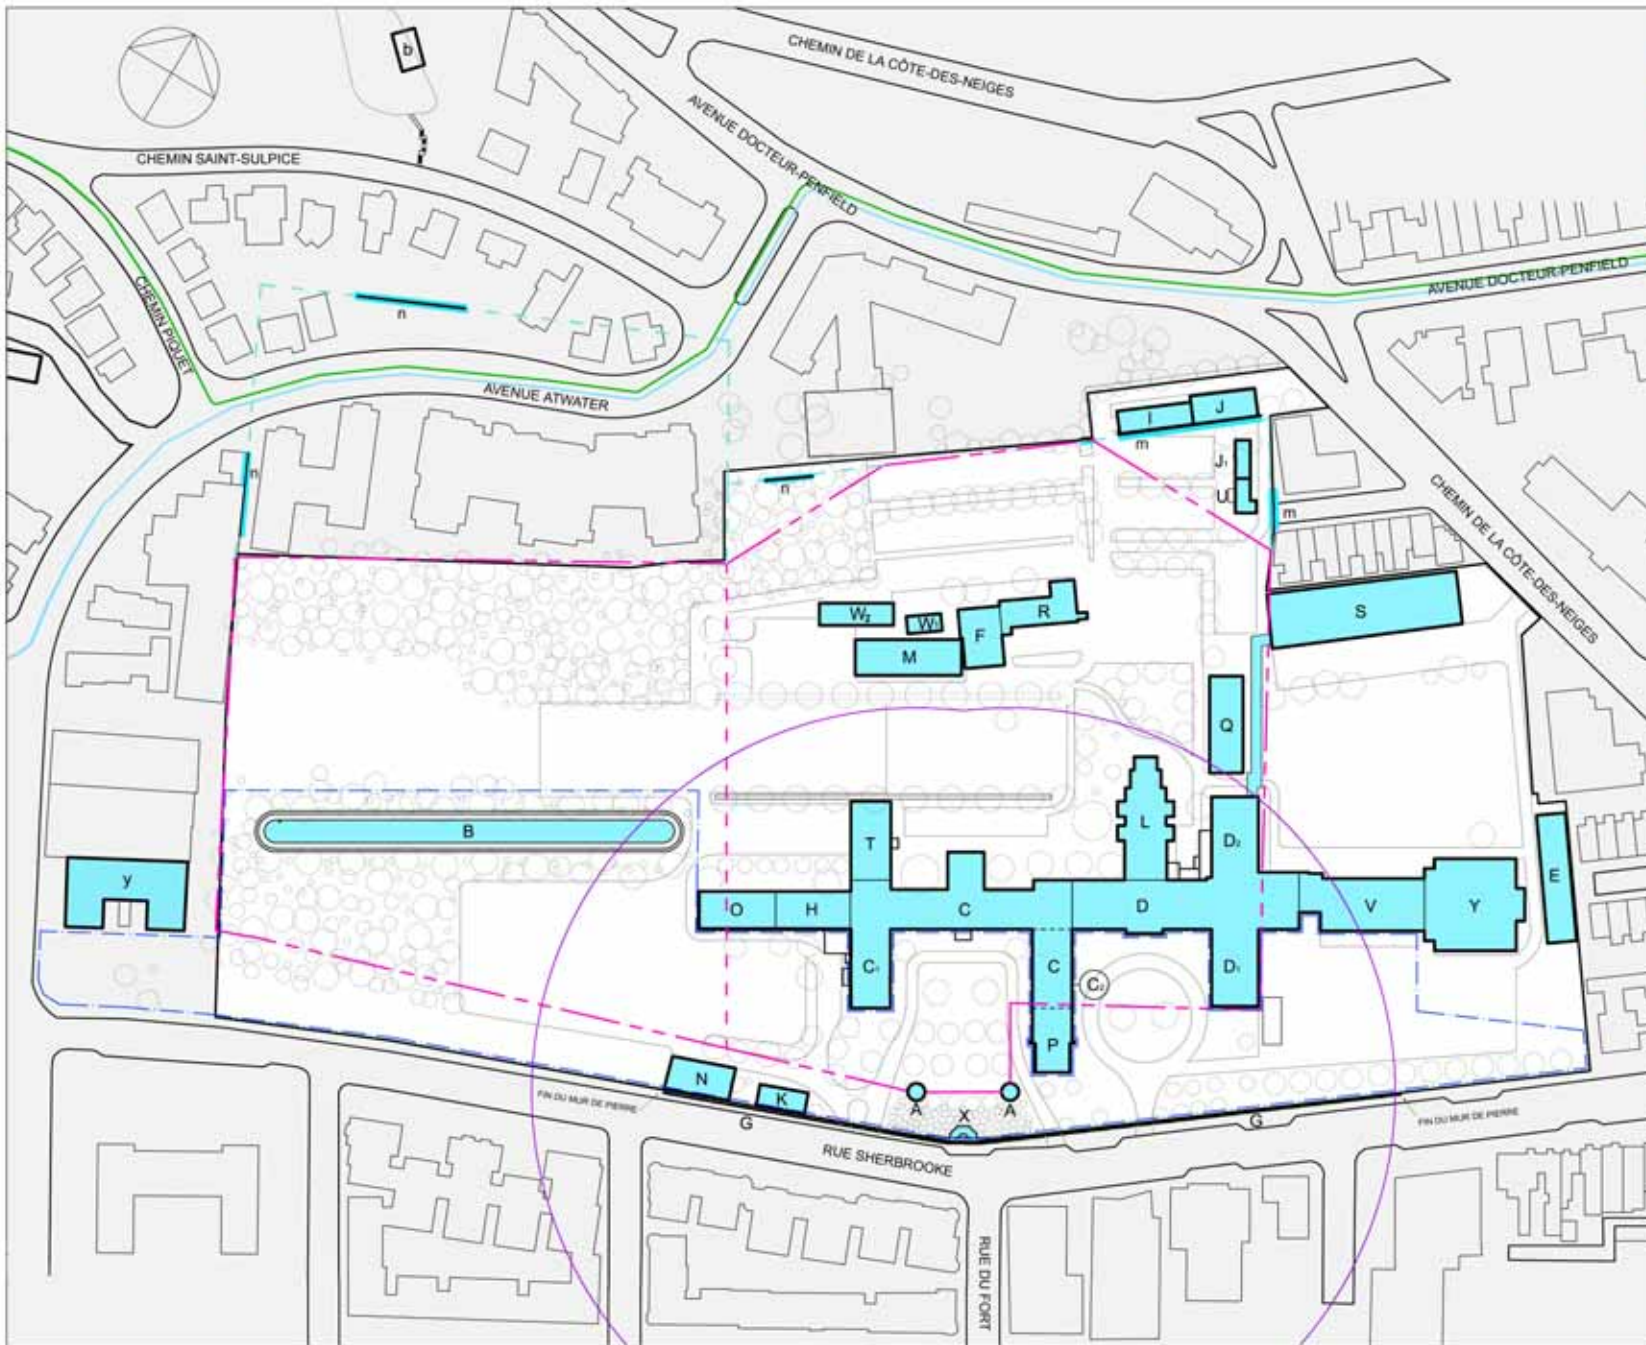 b
CHEMIN DE LA CÔTE-DES-NEIGES
AVENUE DOCTEUR-PENFIELD
CHEMIN SAINT-SULPICE
CHEMIN PIQUET
n
AVENUE DOCTEUR-PENFIELD
AVENUE ATWATER
I
J
m
J1
U
n
n
m
CHEMIN DE LA CÔTE-DES-NEIGES
W2
W1
F
R
S
M
Q
B
T
L
D2
y
O
H
C
D
V
Y
E
C1
C
C2
D1
P
N
K
A
A
X
G
G
FIN DU MUR DE PIERRE
FIN DU MUR DE PIERRE
RUE SHERBROOKE
RUE DU FORT